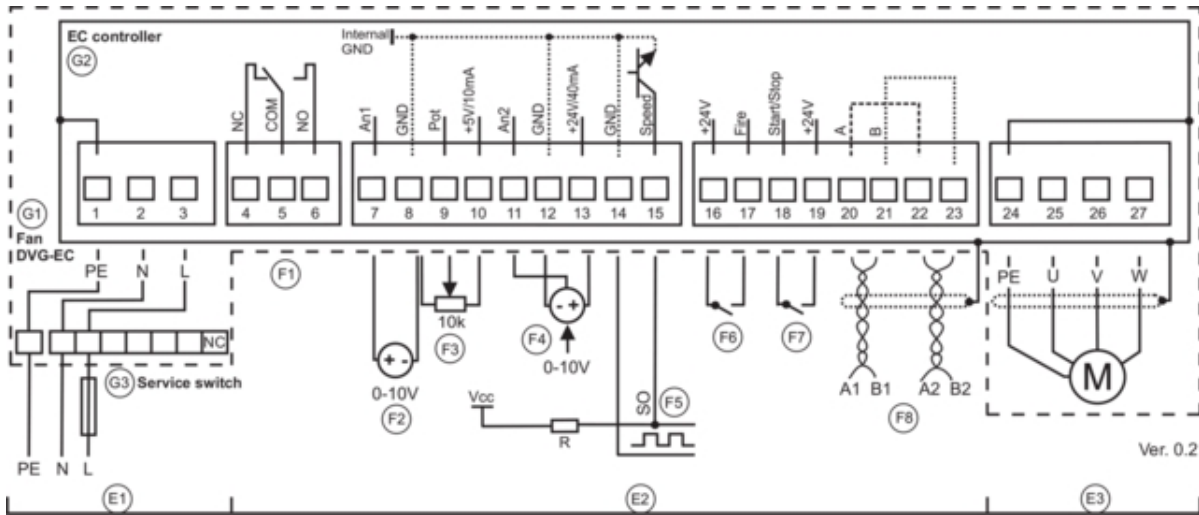 EC controller
G2
Internal
GND
NC
COM
NO
An1
GND
Pot
+5V/10mA
An2
GND
+24V/40mA
GND
Speed
+24V
Fire
Start/Stop
+24V
A
B
1 2 3 4 5 6 7 8 9 10 11 12 13 14 15 16 17 18 19 20 21 22 23 24 25 26 27
G1
Fan
DVG-EC
PE N L
F1
PE U V W
10k
F3
F4
F6
F7
NC
G3 Service switch
0-10V
0-10V
F2
M
A1 B1 A2 B2
F8
Vcc
SO
F5
R
Ver. 0.2
PE N L
E1
E2
E3